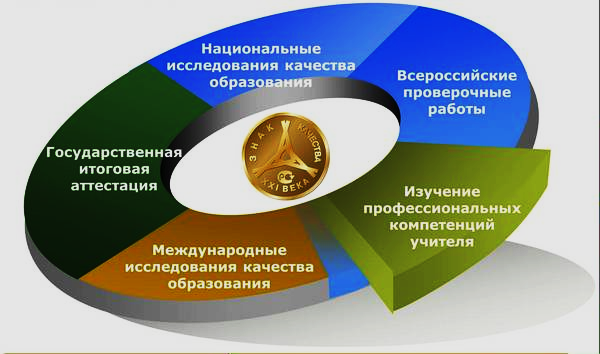 Национальные
исследования качества
образования
Всероссийские
проверочные
работы
Государственная
итоговая
аттестация
ЗНАК КАЧЕСТВА
XXI ВЕКА
Изучение
профессиональных
компетенций
учителя
Международные
исследования качества
образования